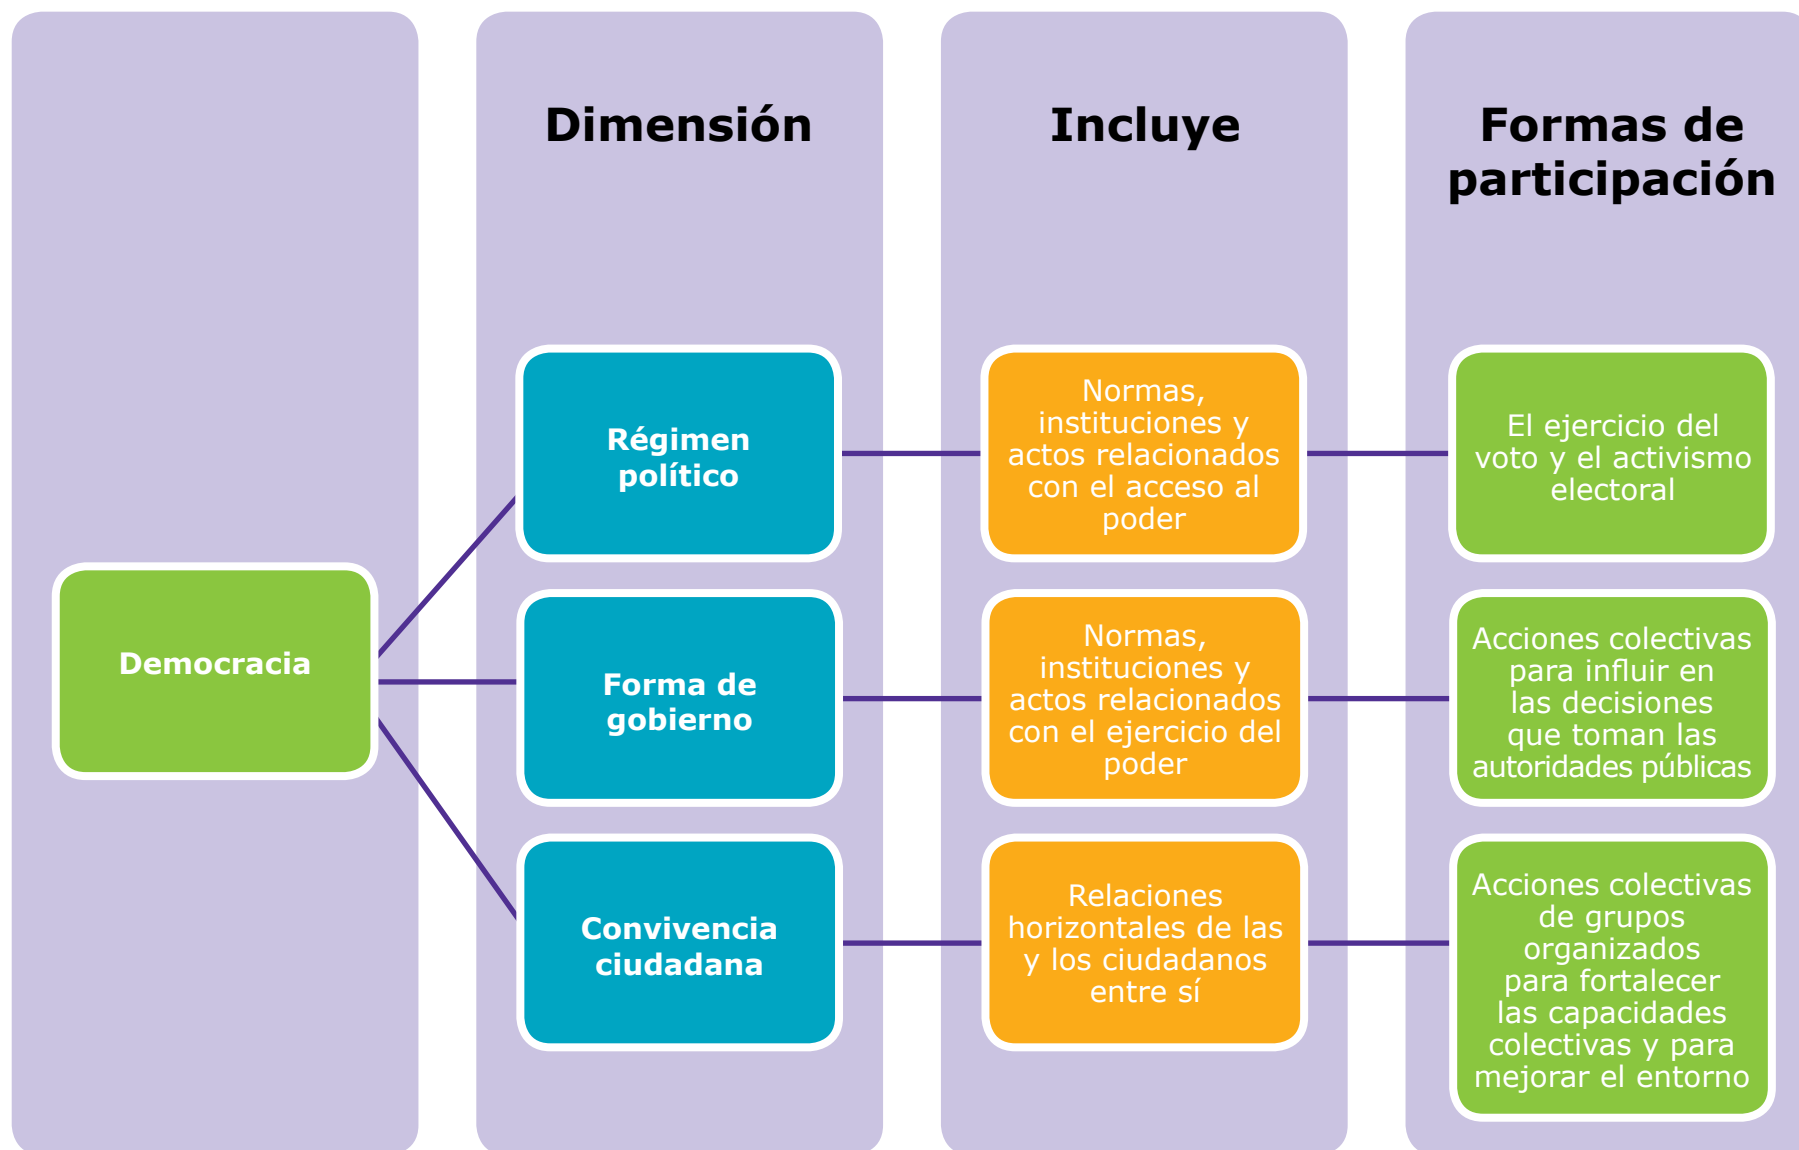 Dimensión
Incluye
Formas de
participación
Democracia
Régimen
político
Normas,
instituciones y
actos relacionados
con el acceso al
poder
El ejercicio del
voto y el activismo
electoral
Forma de
gobierno
Normas,
instituciones y
actos relacionados
con el ejercicio del
poder
Acciones colectivas
para influir en
las decisiones
que toman las
autoridades públicas
Convivencia
ciudadana
Relaciones
horizontales de las
y los ciudadanos
entre sí
Acciones colectivas
de grupos
organizados
para fortalecer
las capacidades
colectivas y para
mejorar el entorno